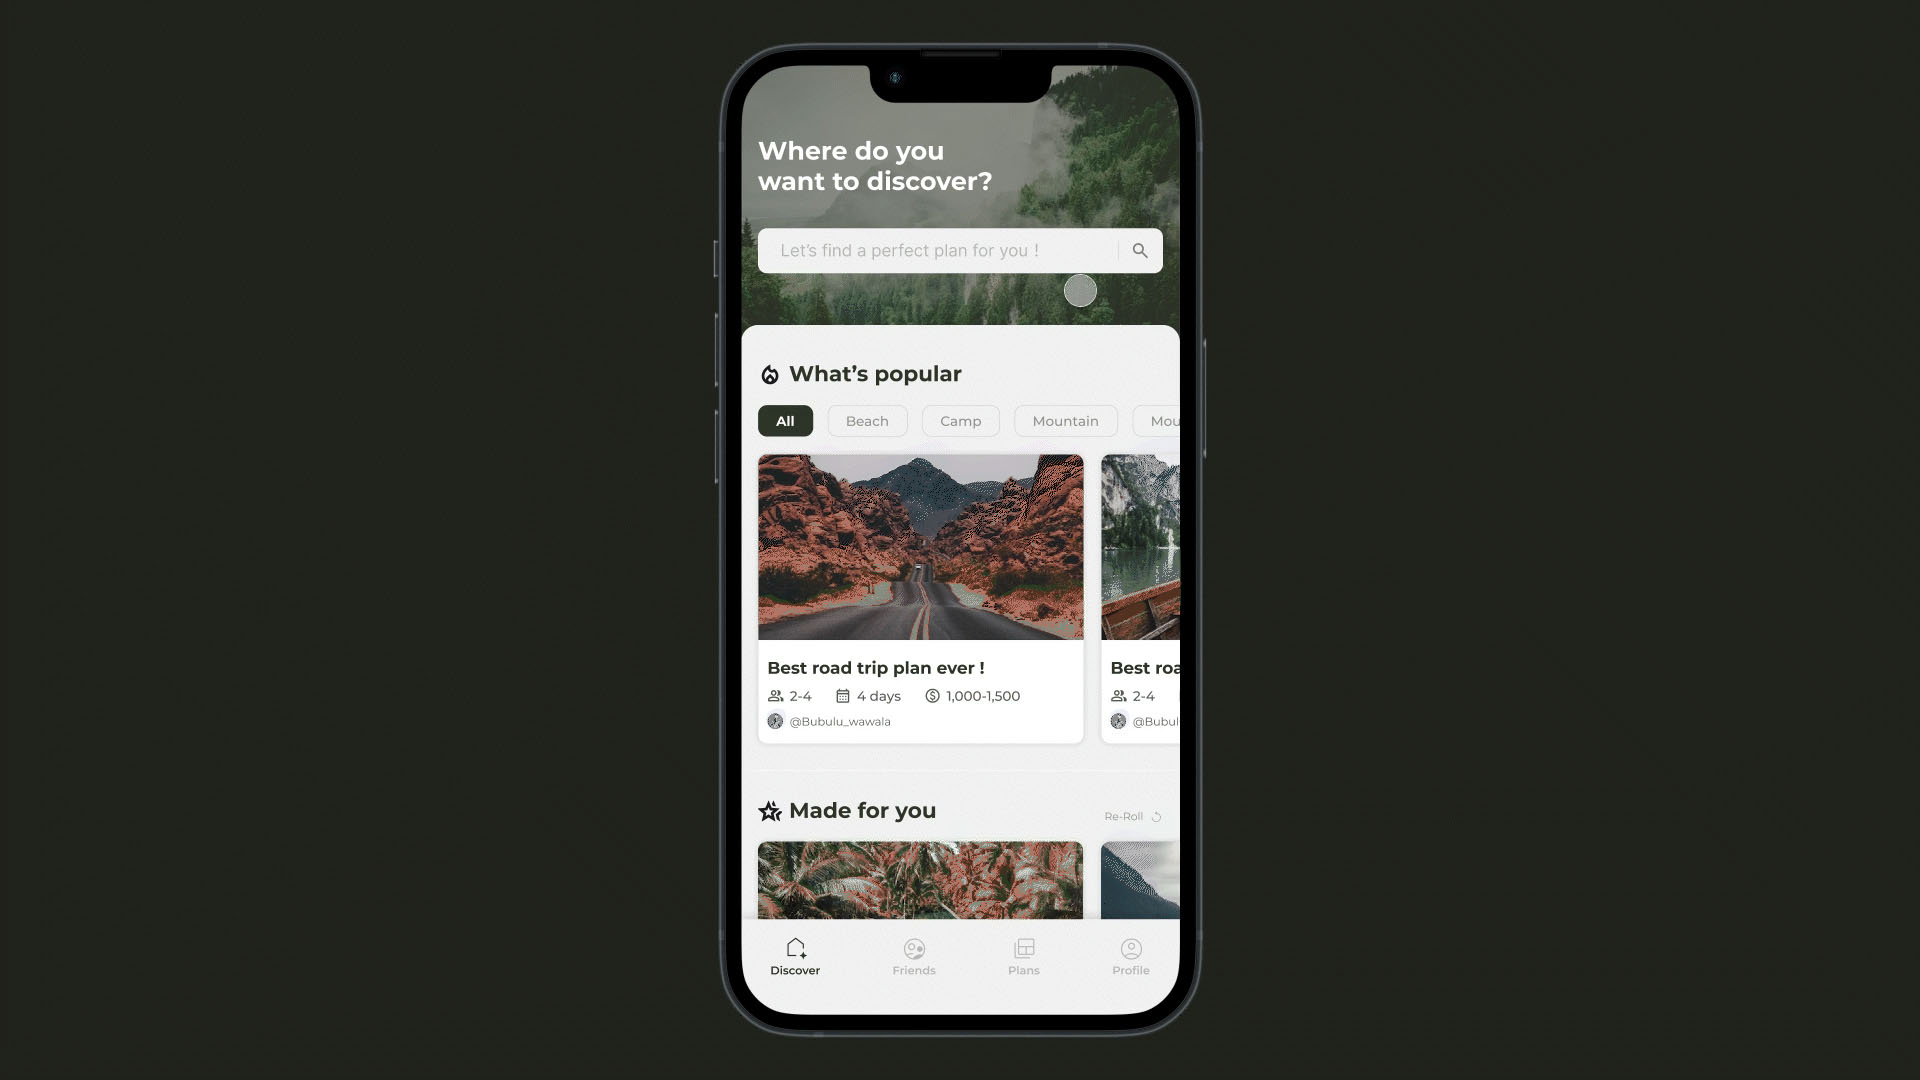 Where do you
want to discover?
Let's find a perfect plan for you !
What's popular
All Beach Camp Mountain Mou
Best road trip plan ever ! Best roa
2-4 4 days 1,000-1,500 2-4
@Bubulu_wawala @Bubul
Made for you Re-Roll
Discover Friends Plans Profile